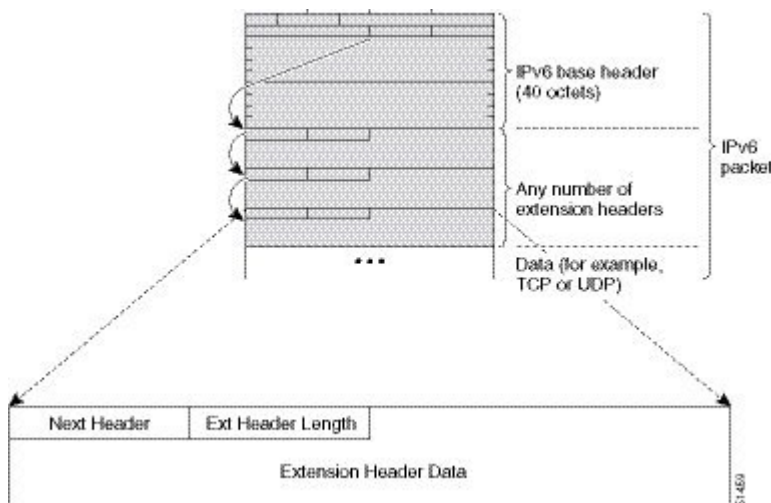 IPv6 base header
(40 octets)
IPv6
packet
Any number of
extension headers
...
Data (for example,
TCP or UDP)
Next Header
Ext Header Length
Extension Header Data
51459